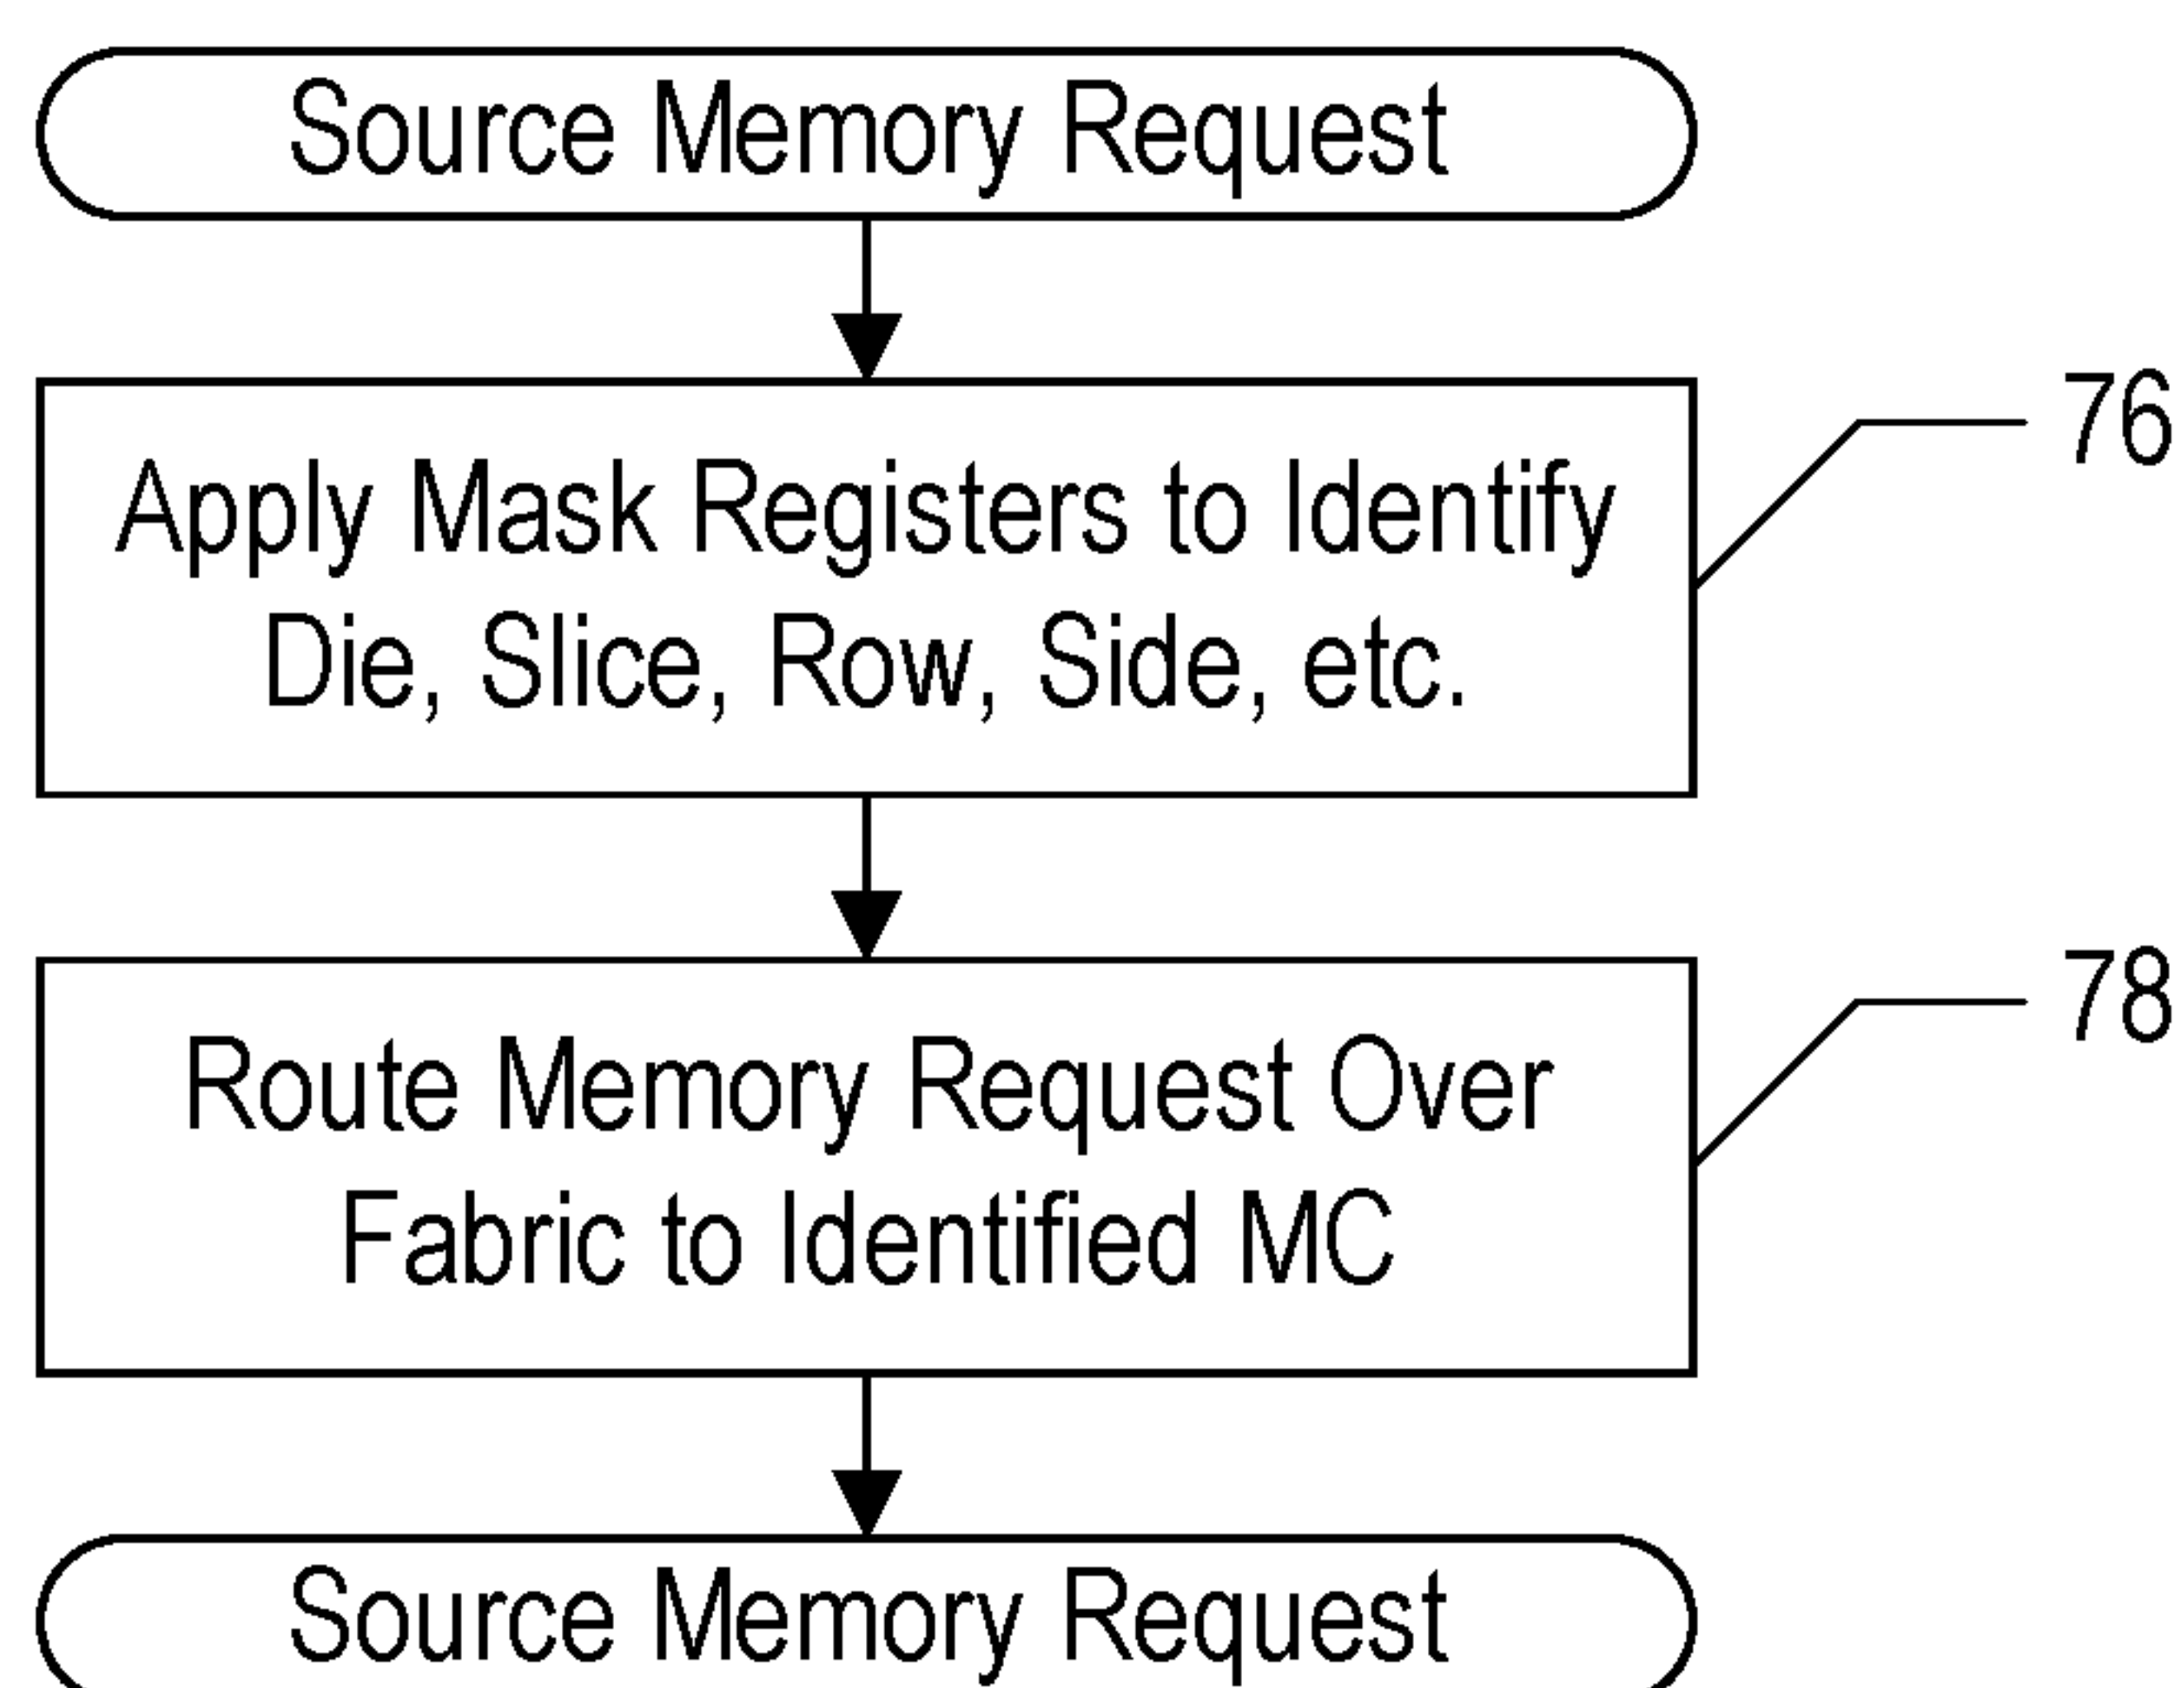 Source Memory Request
Apply Mask Registers to Identify
Die, Slice, Row, Side, etc.
76
Route Memory Request Over
Fabric to Identified MC
78
Source Memory Request